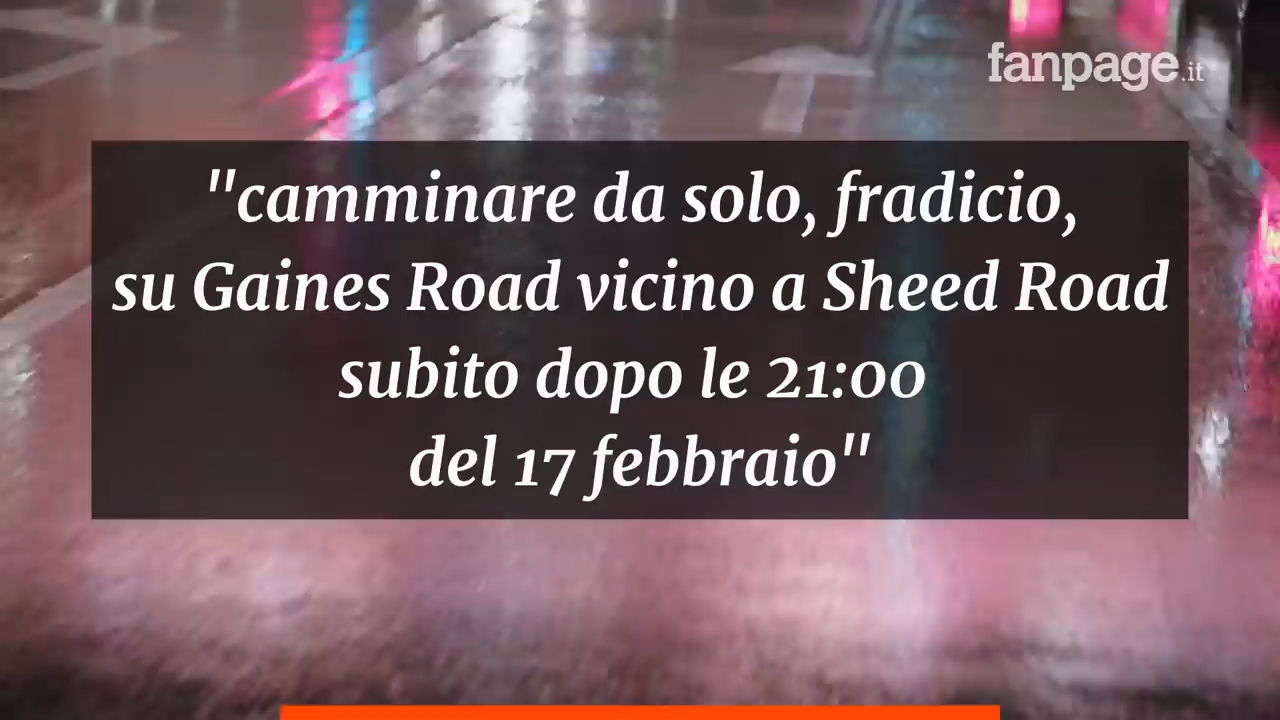 fanpage.it
"camminare da solo, fradicio,
su Gaines Road vicino a Sheed Road
subito dopo le 21:00
del 17 febbraio"